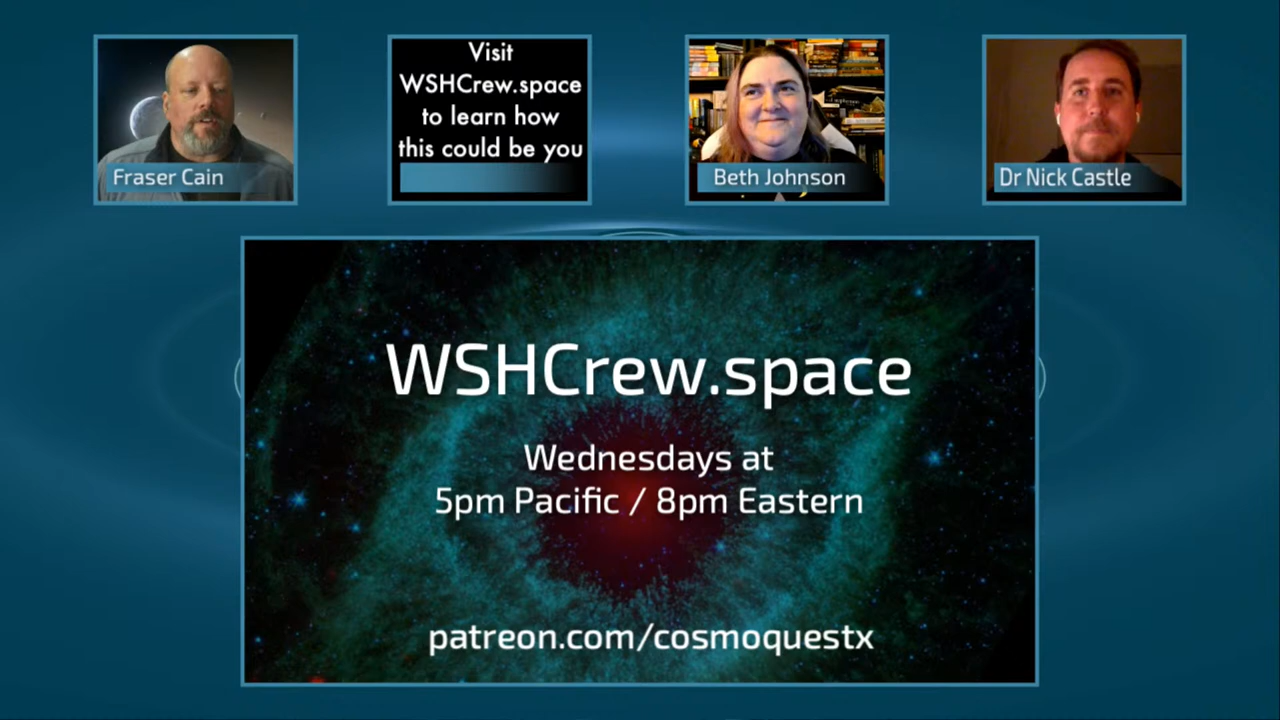 Visit
WSHCrew.space
to learn how
this could be you
Fraser Cain
Beth Johnson
Dr Nick Castle
WSHCrew.space
Wednesdays at
5pm Pacific / 8pm Eastern
patreon.com/cosmoquestx